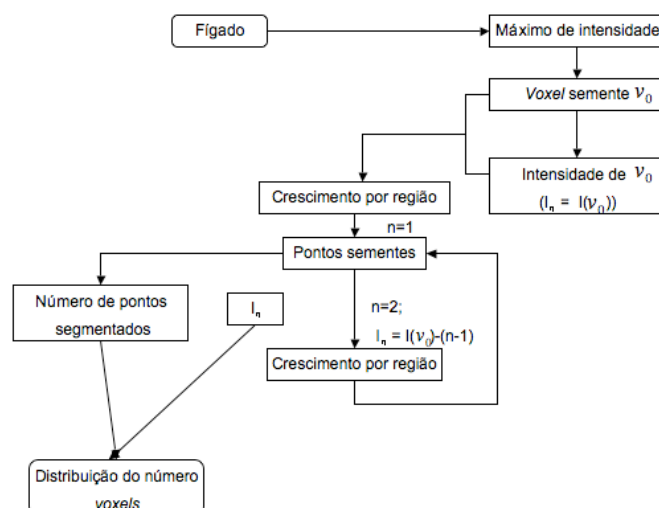 Fígado
Máximo de intensidade
Voxel semente v₀
Intensidade de v₀
(Iₙ = I(v₀))
Crescimento por região
n=1
Pontos sementes
Número de pontos
segmentados
Iₙ
n=2;
Iₙ = I(v₀)-(n-1)
Crescimento por região
Distribuição do número
voxels